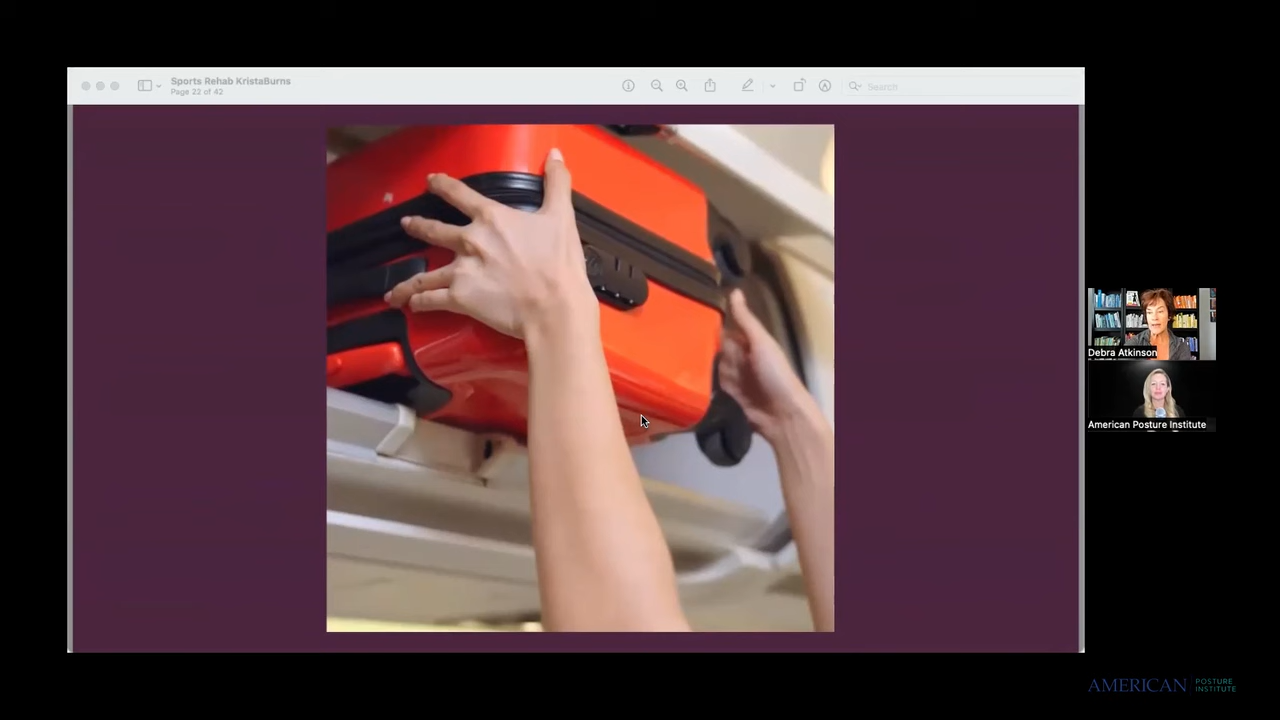 Sports Rehab KristaBurns
Page 22 of 42
Search
Debra Atkinson
American Posture Institute
AMERICAN POSTURE INSTITUTE